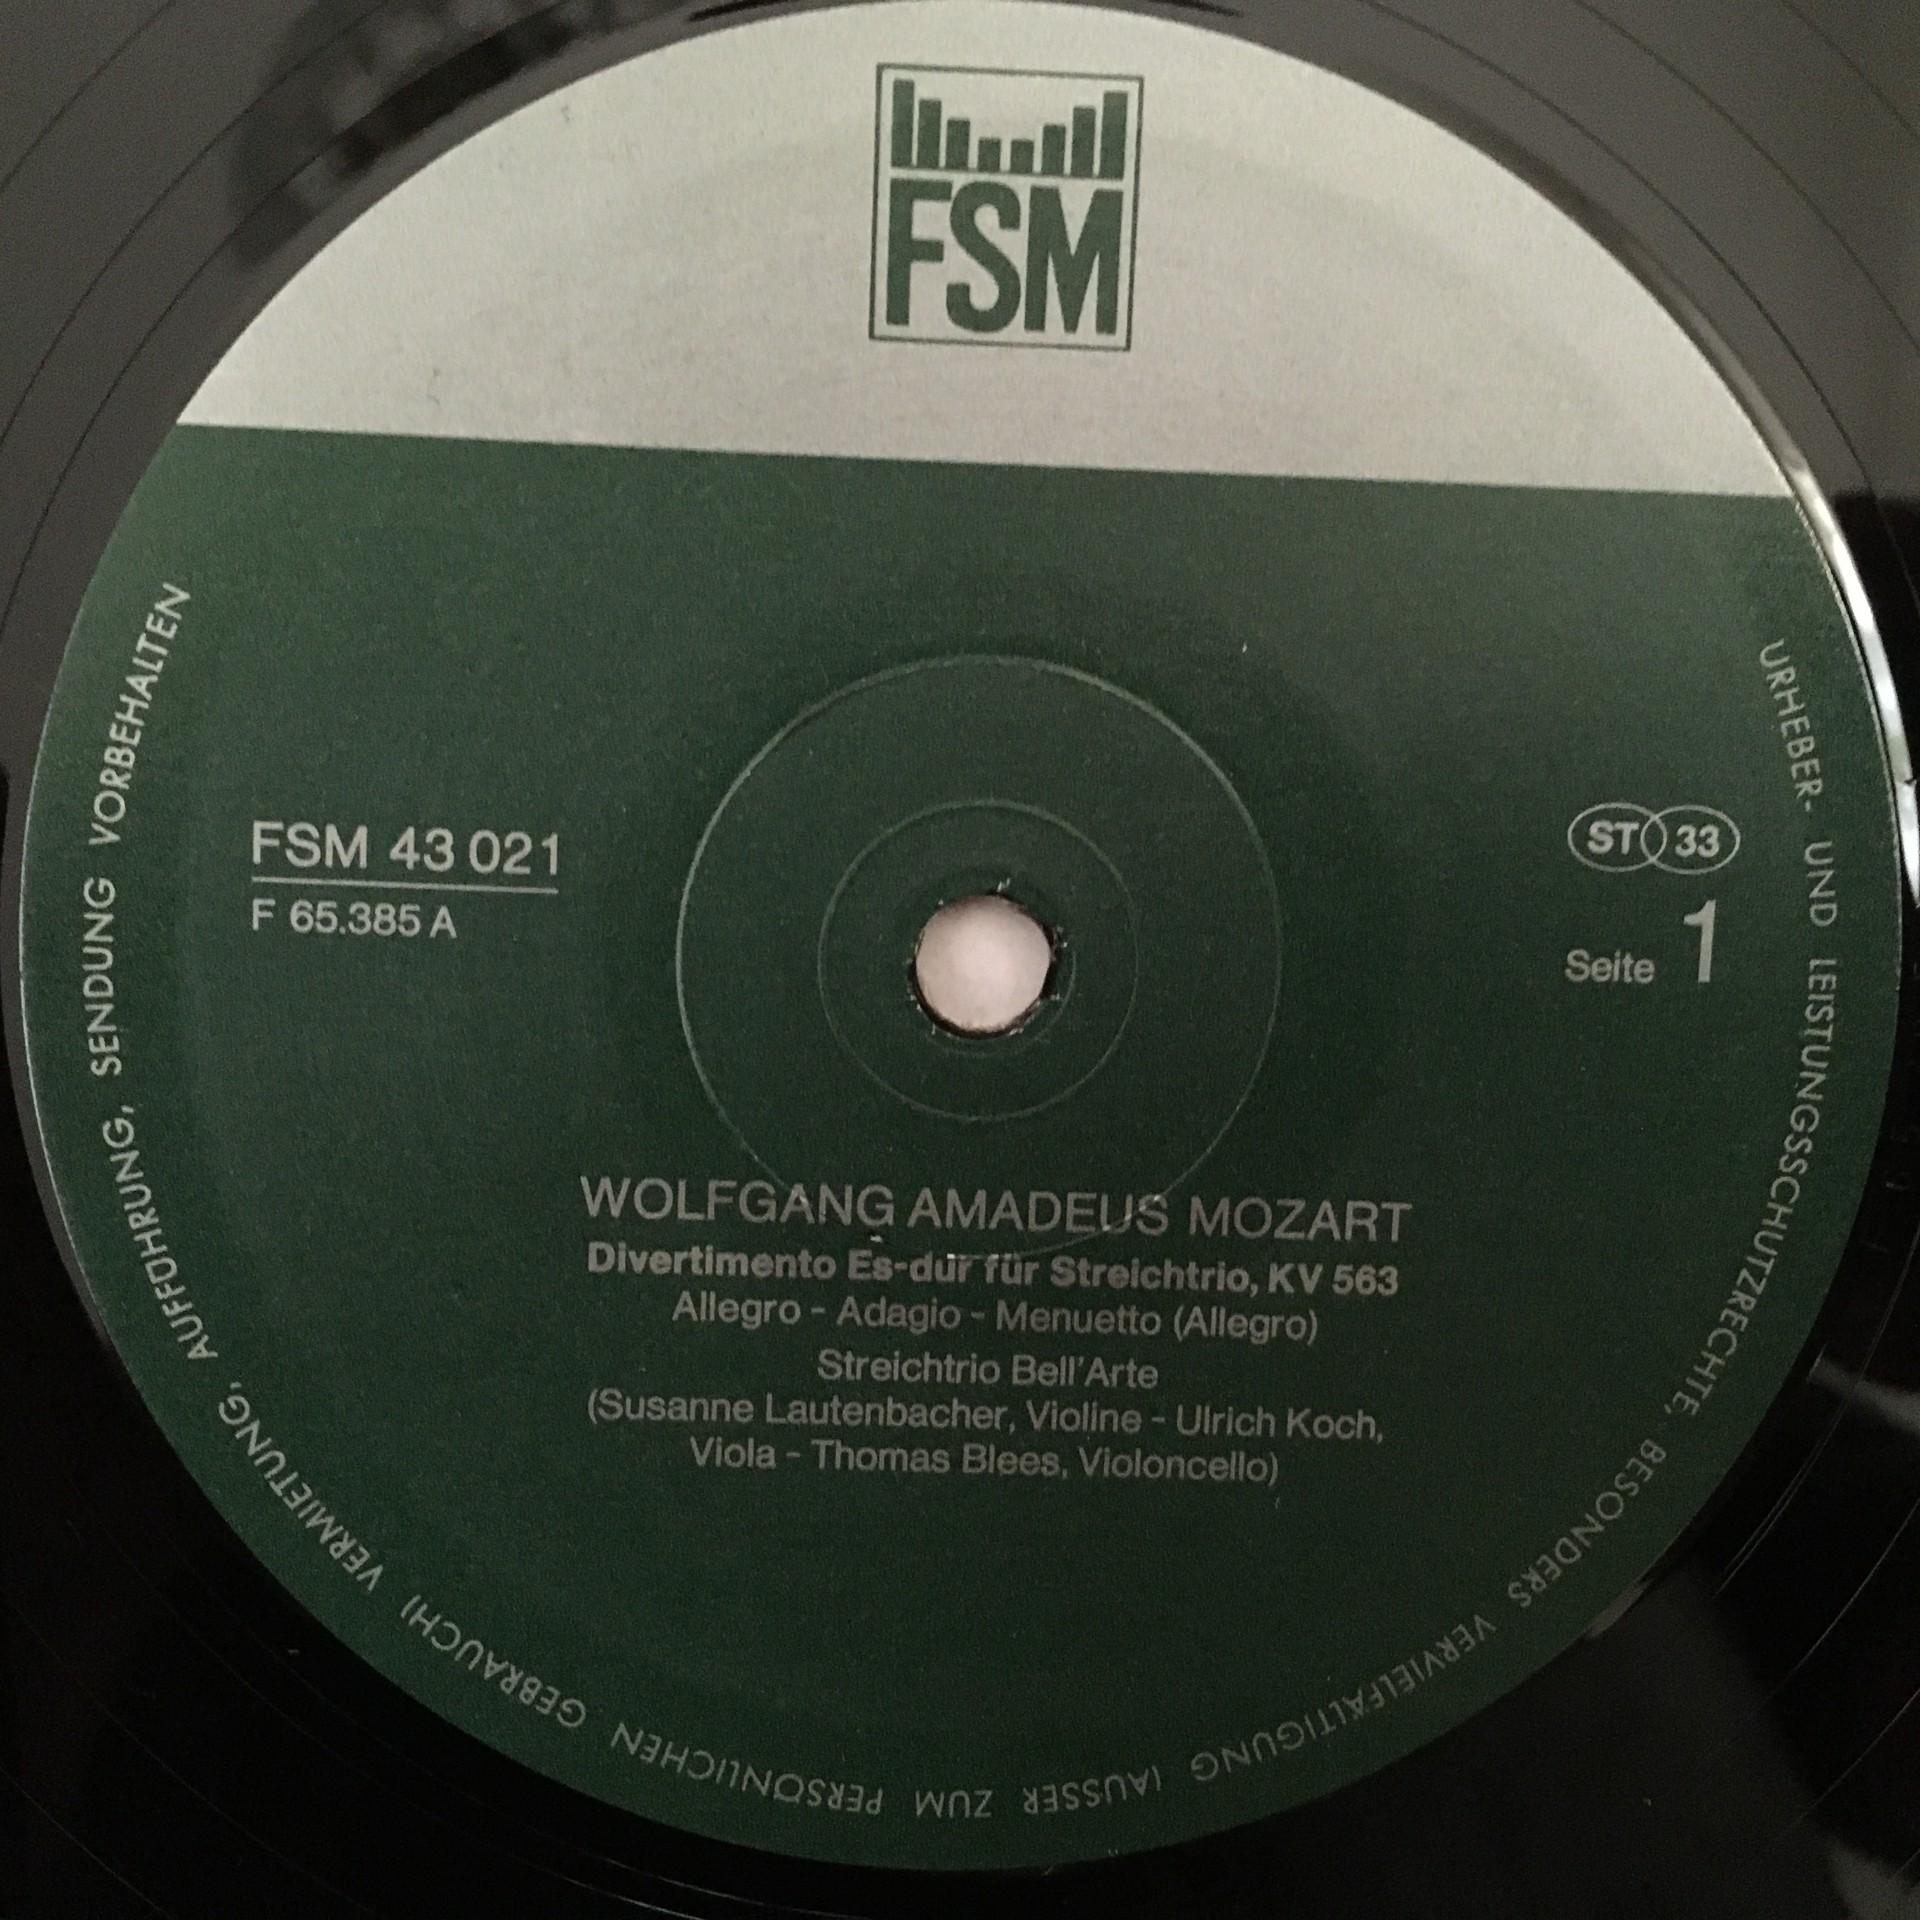 FSM
FSM 43 021
F 65.385 A
ST 33
Seite 1
WOLFGANG AMADEUS MOZART
Divertimento Es-dur für Streichtrio, KV 563
Allegro - Adagio - Menuetto (Allegro)
Streichtrio Bell'Arte
(Susanne Lautenbacher, Violine - Ulrich Koch,
Viola - Thomas Blees, Violoncello)
URHEBER- UND LEISTUNGSSCHUTZRECHTE, BESONDERS VERVIELFÄLTIGUNG (AUSSER ZUM PERSÖNLICHEN GEBRAUCH) VERMIETUNG, AUFFÜHRUNG, SENDUNG VORBEHALTEN